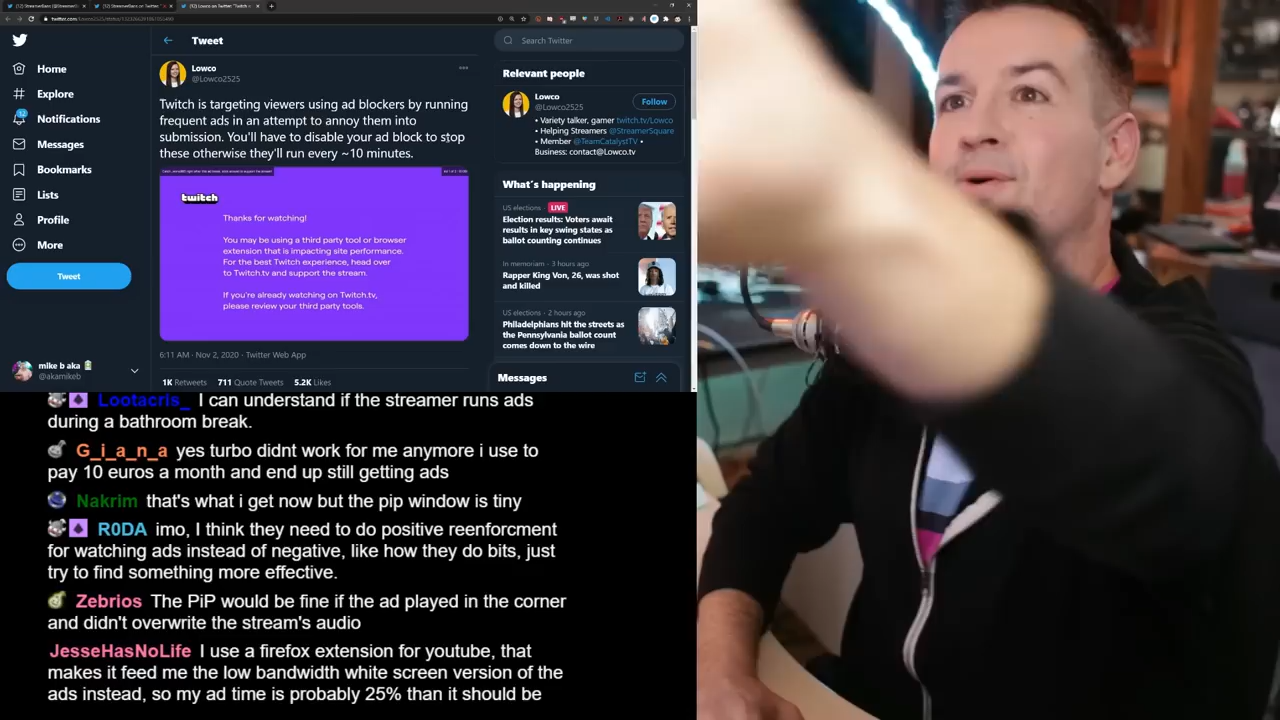 [12] StreamerBans
[12] StreamerBans on Twitter: "
[12] Lowco on Twitter: "Twitch is
twitter.com
Tweet
Search Twitter
Home
Lowco
@Lowco2525
Relevant people
Explore
Lowco
@Lowco2525
Follow
Twitch is targeting viewers using ad blockers by running
frequent ads in an attempt to annoy them into
submission. You'll have to disable your ad block to stop
these otherwise they'll run every ~10 minutes.
12
Notifications
• Variety talker, gamer twitch.tv/Lowco
• Helping Streamers @StreamerSquare
• Member @TeamCatalystTV •
Business: contact@Lowco.tv
Messages
Bookmarks
What's happening
Lists
twitch
US elections · LIVE
Election results: Voters await
results in key swing states as
ballot counting continues
Profile
Thanks for watching!
More
You may be using a third party tool or browser
extension that is impacting site performance.
For the best Twitch experience, head over
to Twitch.tv and support the stream.
In memoriam · 3 hours ago
Rapper King Von, 26, was shot
and killed
Tweet
If you're already watching on Twitch.tv,
please review your third party tools.
US elections · 2 hours ago
Philadelphians hit the streets as
the Pennsylvania ballot count
comes down to the wire
6:11 AM · Nov 2, 2020 · Twitter Web App
mike b aka
@akamikeb
1K Retweets 711 Quote Tweets 5.2K Likes
Messages
Lootacris_ I can understand if the streamer runs ads
during a bathroom break.
G_i_a_n_a yes turbo didnt work for me anymore i use to
pay 10 euros a month and end up still getting ads
Nakrim that's what i get now but the pip window is tiny
R0DA imo, I think they need to do positive reenforcment
for watching ads instead of negative, like how they do bits, just
try to find something more effective.
Zebrios The PiP would be fine if the ad played in the corner
and didn't overwrite the stream's audio
JesseHasNoLife I use a firefox extension for youtube, that
makes it feed me the low bandwidth white screen version of the
ads instead, so my ad time is probably 25% than it should be